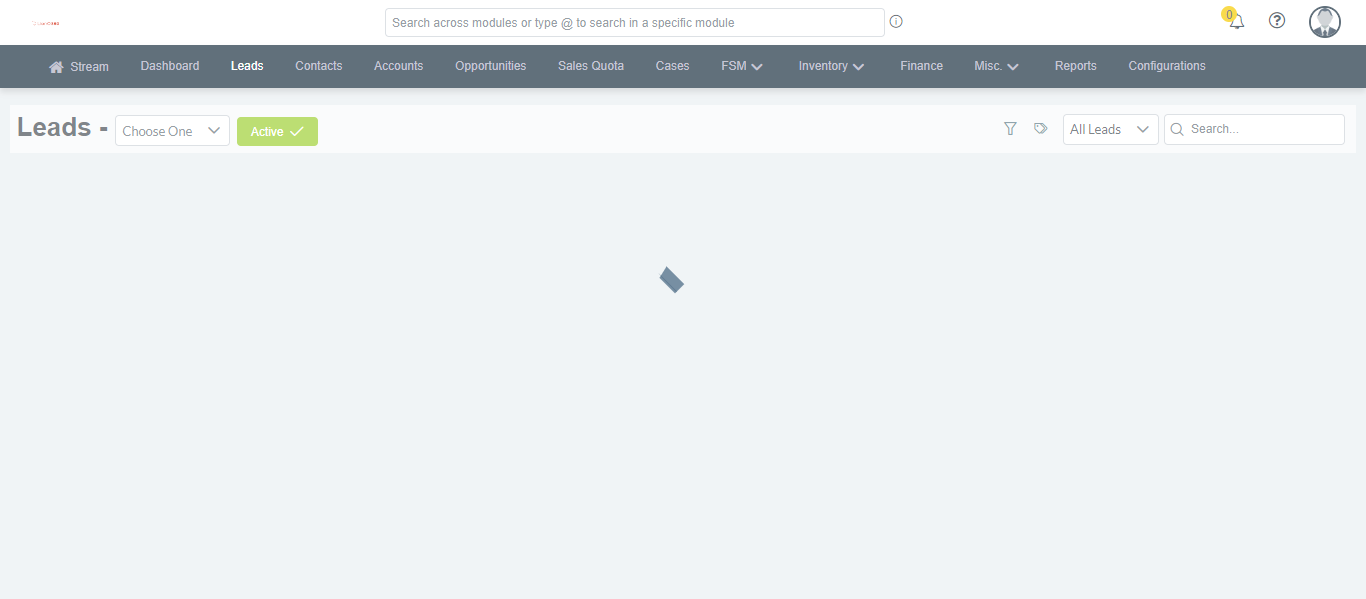 Search across modules or type @ to search in a specific module
0
Stream Dashboard Leads Contacts Accounts Opportunities Sales Quota Cases FSM Inventory Finance Misc. Reports Configurations
Leads - Choose One Active All Leads Search...